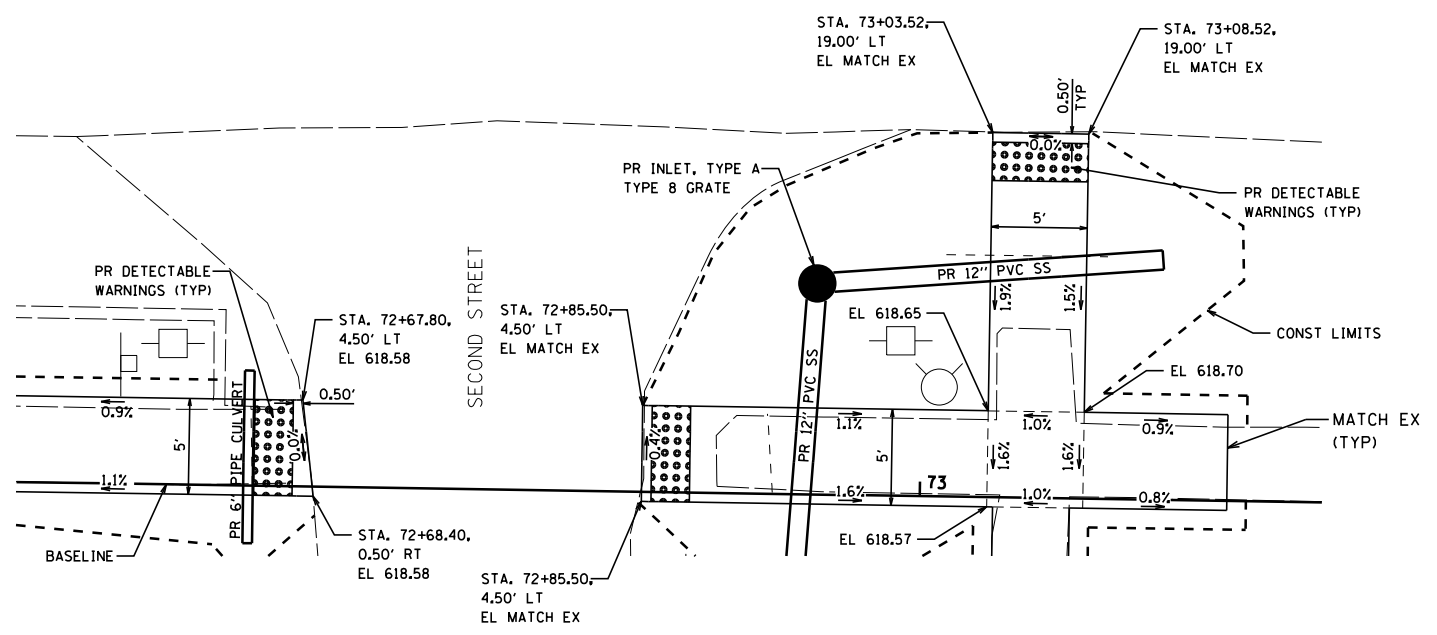 STA. 73+03.52,
19.00' LT
EL MATCH EX
STA. 73+08.52,
19.00' LT
EL MATCH EX
0.50'
TYP
0.0%
PR INLET, TYPE A
TYPE 8 GRATE
PR DETECTABLE
WARNINGS (TYP)
5'
PR 12" PVC SS
1.9%
1.5%
PR DETECTABLE
WARNINGS (TYP)
SECOND STREET
STA. 72+67.80,
4.50' LT
EL 618.58
STA. 72+85.50,
4.50' LT
EL MATCH EX
EL 618.65
CONST LIMITS
EL 618.70
0.50'
0.9%
5'
PR 6" PIPE CULVERT
0.0%
0.4%
PR 12" PVC SS
1.1%
5'
1.0%
0.9%
MATCH EX
(TYP)
1.6%
1.6%
1.1%
1.6%
73
1.0%
0.8%
BASELINE
STA. 72+68.40,
0.50' RT
EL 618.58
EL 618.57
STA. 72+85.50,
4.50' LT
EL MATCH EX